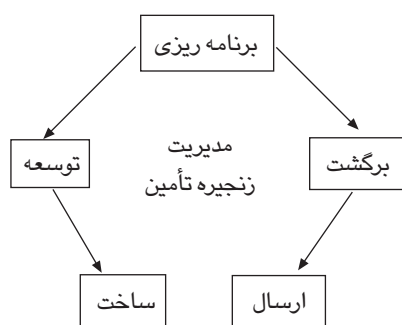 برنامه ریزی
مدیریت
زنجیره تأمین
برگشت
توسعه
ارسال
ساخت